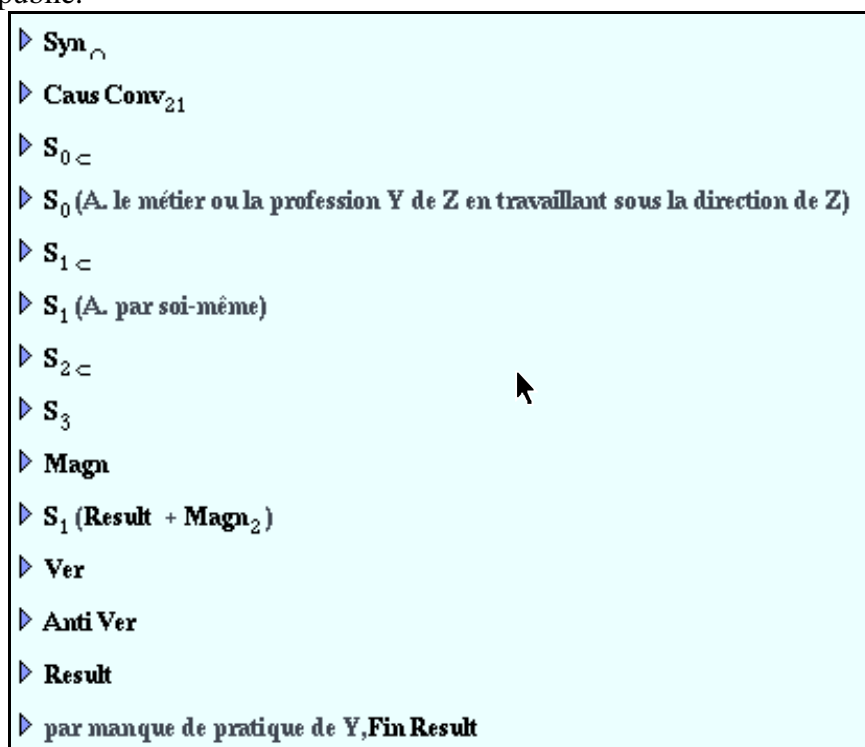 public.
Syn∩
Caus Conv₂₁
S₀⊂
S₀ (A. le métier ou la profession Y de Z en travaillant sous la direction de Z)
S₁⊂
S₁ (A. par soi-même)
S₂⊂
S₃
Magn
S₁ (Result + Magn₂)
Ver
Anti Ver
Result
par manque de pratique de Y,Fin Result